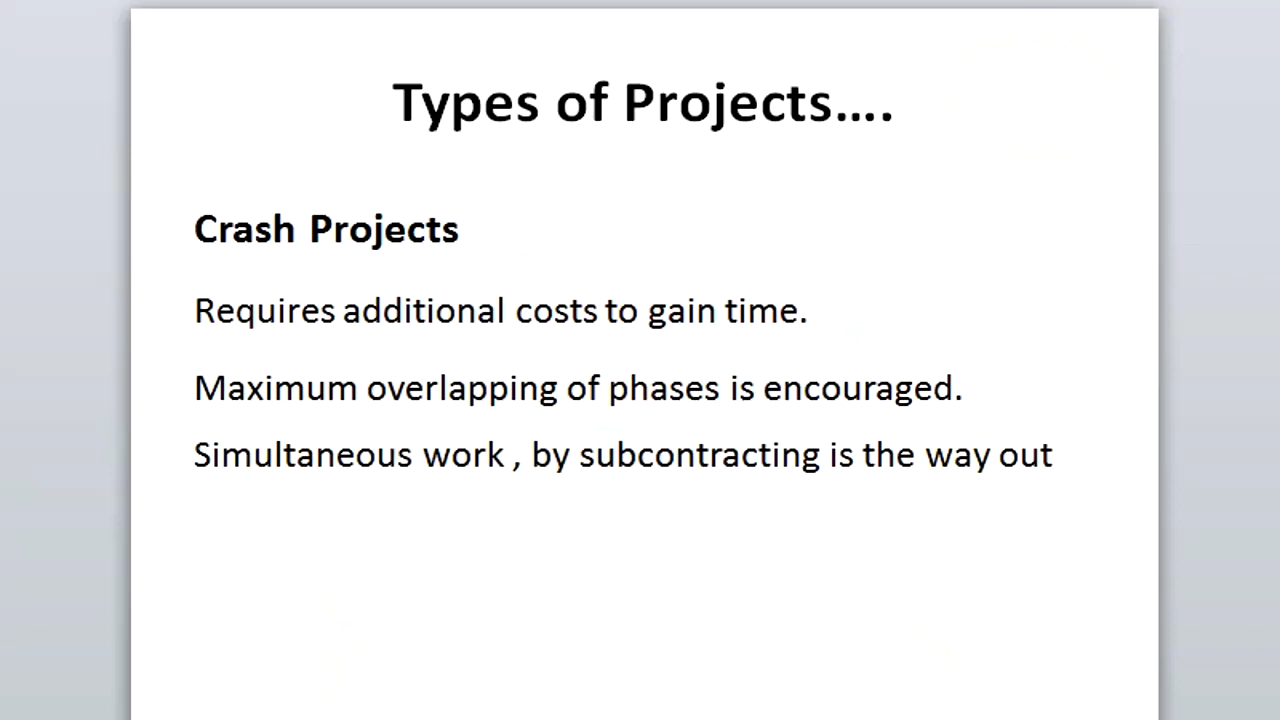 Types of Projects....
Crash Projects
Requires additional costs to gain time.
Maximum overlapping of phases is encouraged.
Simultaneous work , by subcontracting is the way out